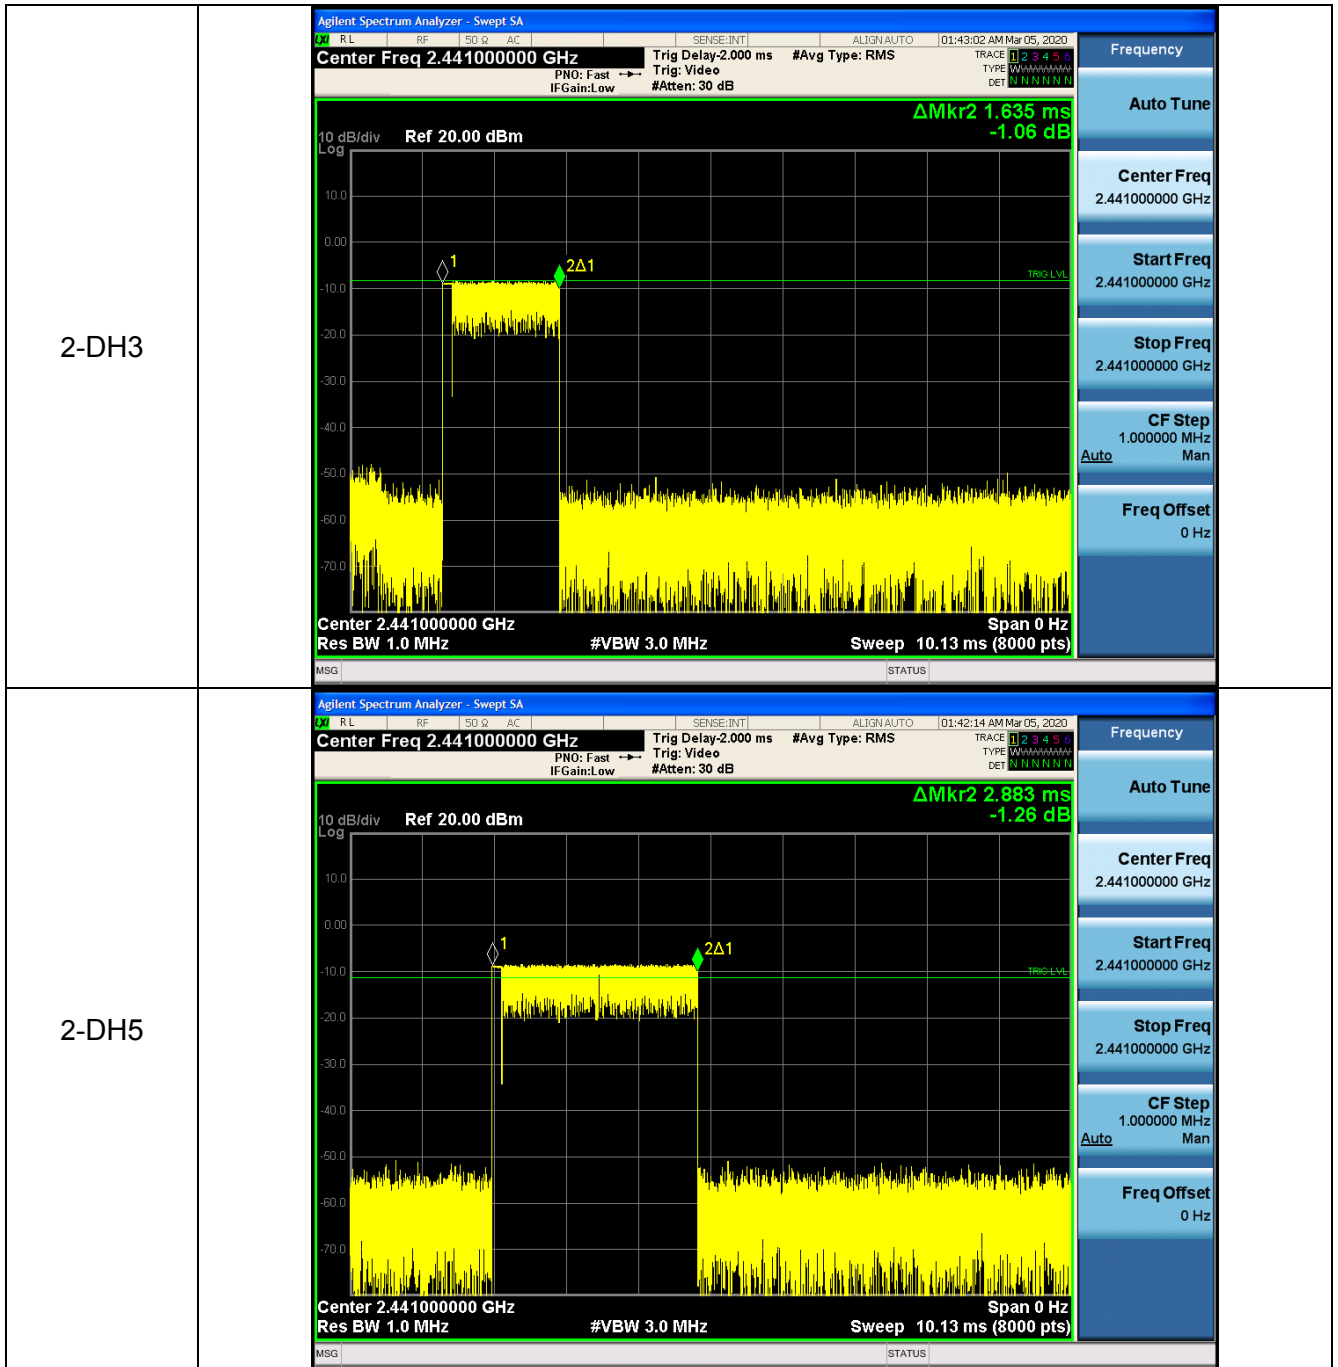 2-DH3
Agilent Spectrum Analyzer - Swept SA
LXI RL RF 50 Ω AC SENSE:INT ALIGN AUTO 01:43:02 AM Mar 05, 2020
Center Freq 2.441000000 GHz
PNO: Fast
IFGain:Low
Trig Delay-2.000 ms
Trig: Video
#Atten: 30 dB
#Avg Type: RMS
TRACE 1 2 3 4 5 6
TYPE WWWWWW
DET N N N N N N
ΔMkr2 1.635 ms
-1.06 dB
10 dB/div Ref 20.00 dBm
Log
10.0
0.00
-10.0
-20.0
-30.0
-40.0
-50.0
-60.0
-70.0
1
2Δ1
TRIG LVL
Center 2.441000000 GHz Span 0 Hz
Res BW 1.0 MHz #VBW 3.0 MHz Sweep 10.13 ms (8000 pts)
MSG STATUS
Frequency
Auto Tune
Center Freq
2.441000000 GHz
Start Freq
2.441000000 GHz
Stop Freq
2.441000000 GHz
CF Step
1.000000 MHz
Auto Man
Freq Offset
0 Hz
2-DH5
Agilent Spectrum Analyzer - Swept SA
LXI RL RF 50 Ω AC SENSE:INT ALIGN AUTO 01:42:14 AM Mar 05, 2020
Center Freq 2.441000000 GHz
PNO: Fast
IFGain:Low
Trig Delay-2.000 ms
Trig: Video
#Atten: 30 dB
#Avg Type: RMS
TRACE 1 2 3 4 5 6
TYPE WWWWWW
DET N N N N N N
ΔMkr2 2.883 ms
-1.26 dB
10 dB/div Ref 20.00 dBm
Log
10.0
0.00
-10.0
-20.0
-30.0
-40.0
-50.0
-60.0
-70.0
1
2Δ1
TRIG LVL
Center 2.441000000 GHz Span 0 Hz
Res BW 1.0 MHz #VBW 3.0 MHz Sweep 10.13 ms (8000 pts)
MSG STATUS
Frequency
Auto Tune
Center Freq
2.441000000 GHz
Start Freq
2.441000000 GHz
Stop Freq
2.441000000 GHz
CF Step
1.000000 MHz
Auto Man
Freq Offset
0 Hz